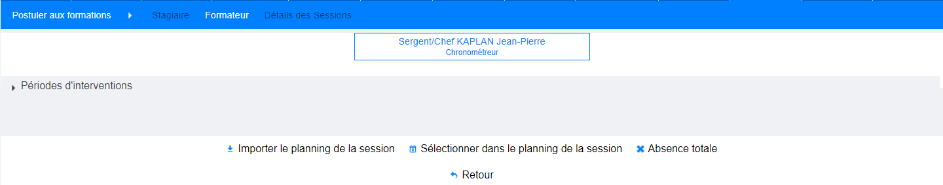 Postuler aux formations Stagiaire Formateur Détails des Sessions
Sergent/Chef KAPLAN Jean-Pierre
Chronométreur
Périodes d'interventions
Importer le planning de la session Sélectionner dans le planning de la session Absence totale
Retour